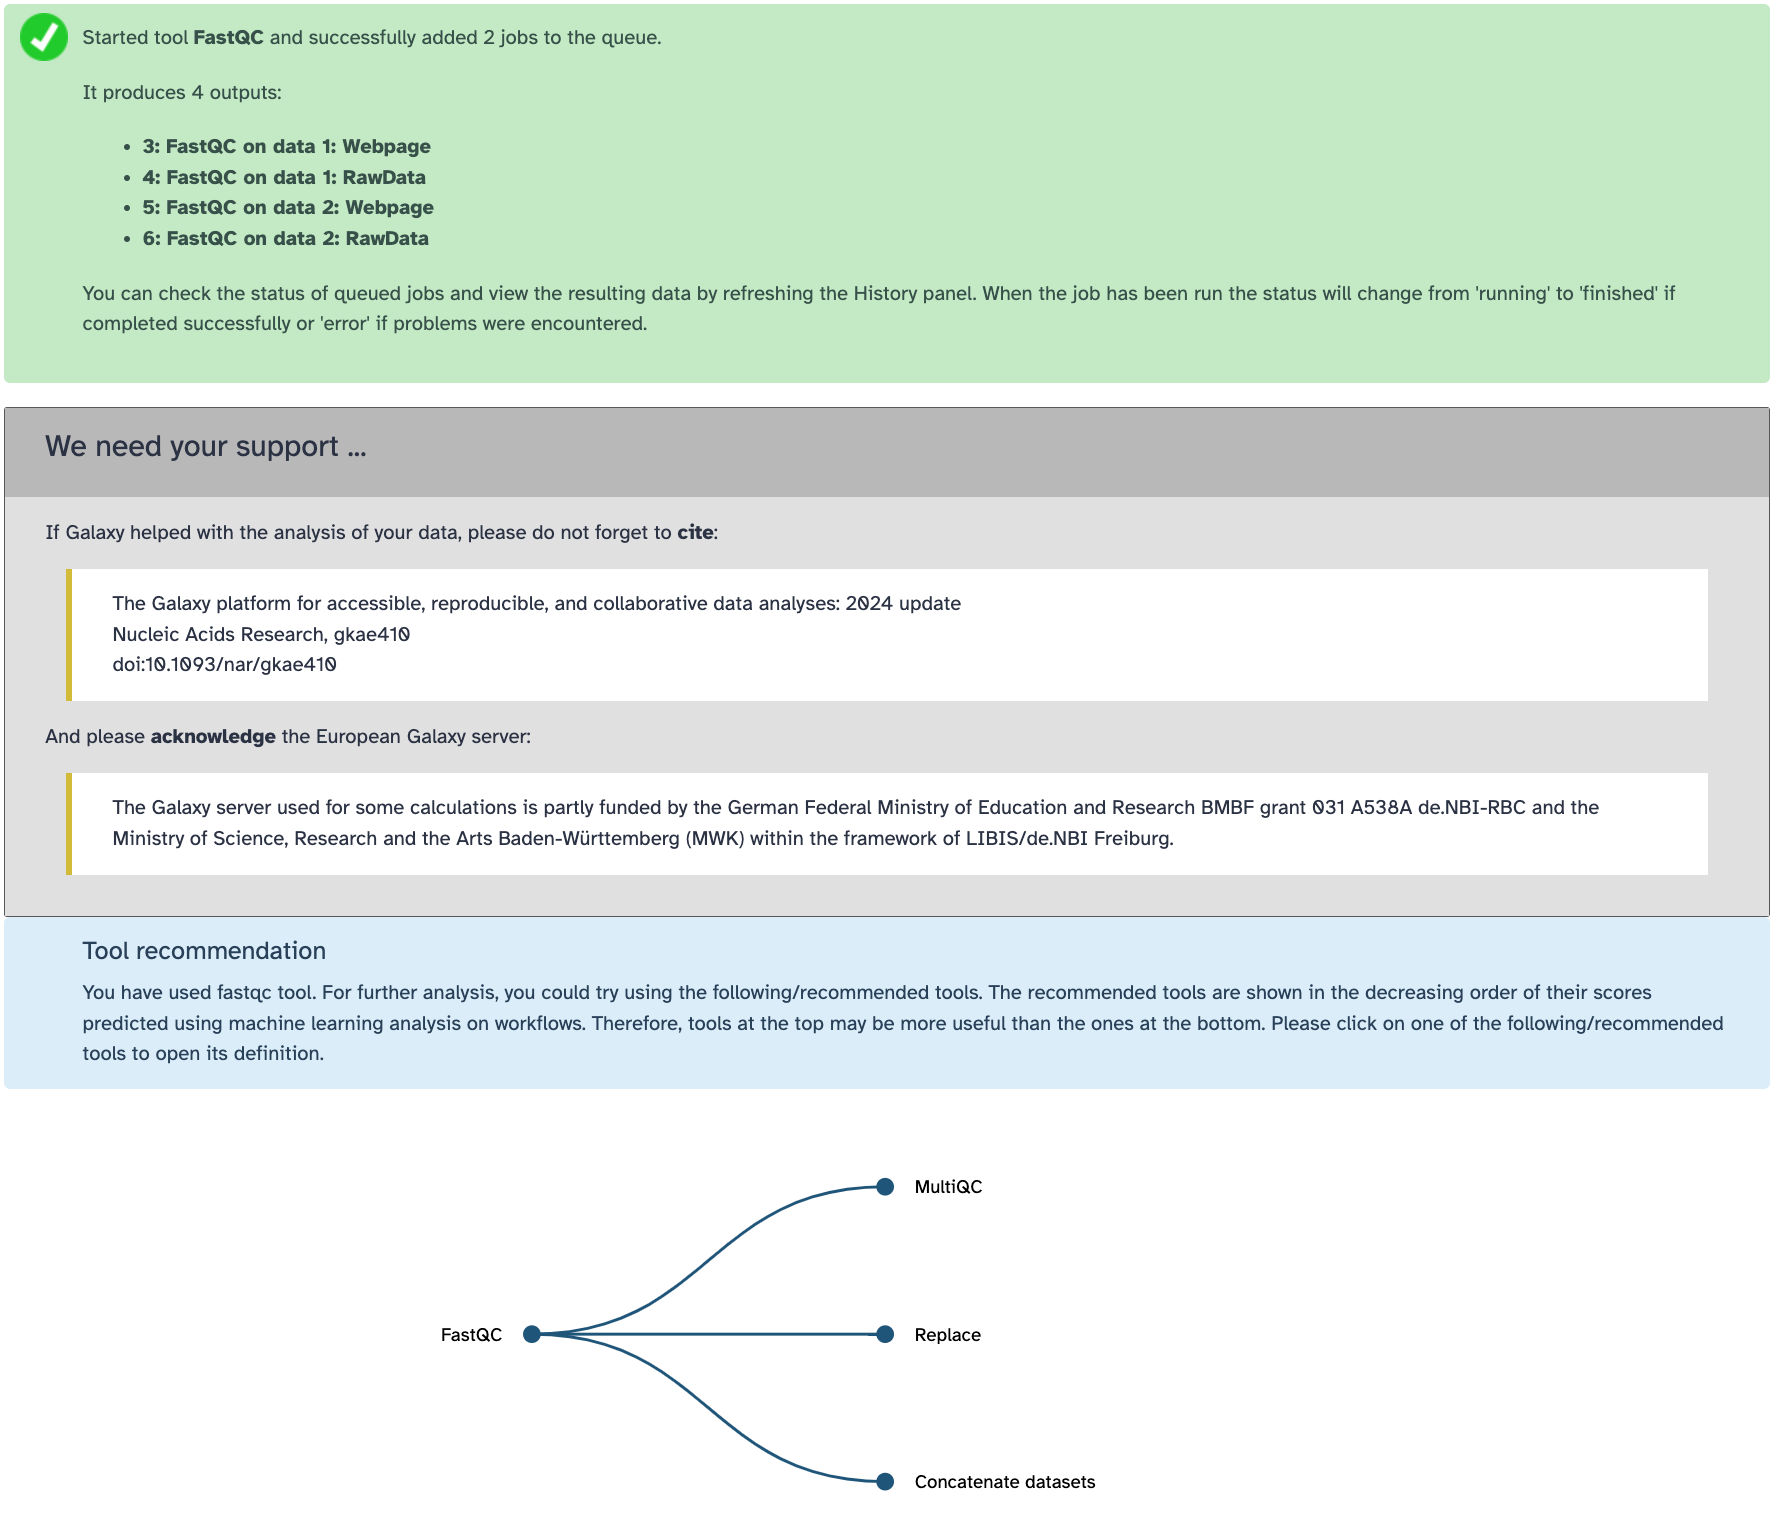 Started tool FastQC and successfully added 2 jobs to the queue.
It produces 4 outputs:
• 3: FastQC on data 1: Webpage
• 4: FastQC on data 1: RawData
• 5: FastQC on data 2: Webpage
• 6: FastQC on data 2: RawData
You can check the status of queued jobs and view the resulting data by refreshing the History panel. When the job has been run the status will change from 'running' to 'finished' if
completed successfully or 'error' if problems were encountered.
We need your support ...
If Galaxy helped with the analysis of your data, please do not forget to cite:
The Galaxy platform for accessible, reproducible, and collaborative data analyses: 2024 update
Nucleic Acids Research, gkae410
doi:10.1093/nar/gkae410
And please acknowledge the European Galaxy server:
The Galaxy server used for some calculations is partly funded by the German Federal Ministry of Education and Research BMBF grant 031 A538A de.NBI-RBC and the
Ministry of Science, Research and the Arts Baden-Württemberg (MWK) within the framework of LIBIS/de.NBI Freiburg.
Tool recommendation
You have used fastqc tool. For further analysis, you could try using the following/recommended tools. The recommended tools are shown in the decreasing order of their scores
predicted using machine learning analysis on workflows. Therefore, tools at the top may be more useful than the ones at the bottom. Please click on one of the following/recommended
tools to open its definition.
MultiQC
FastQC
Replace
Concatenate datasets